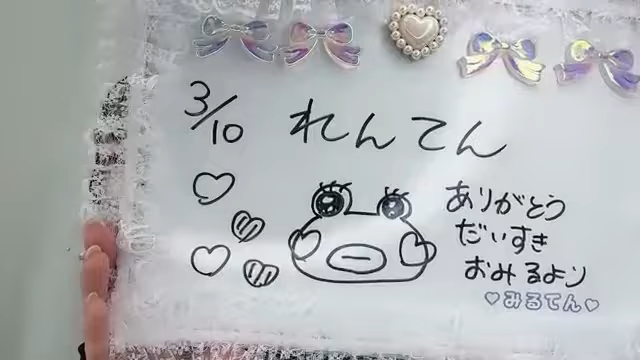 3/10 れんてん
ありがとう
だいすき
おみるより
♡みるてん♡